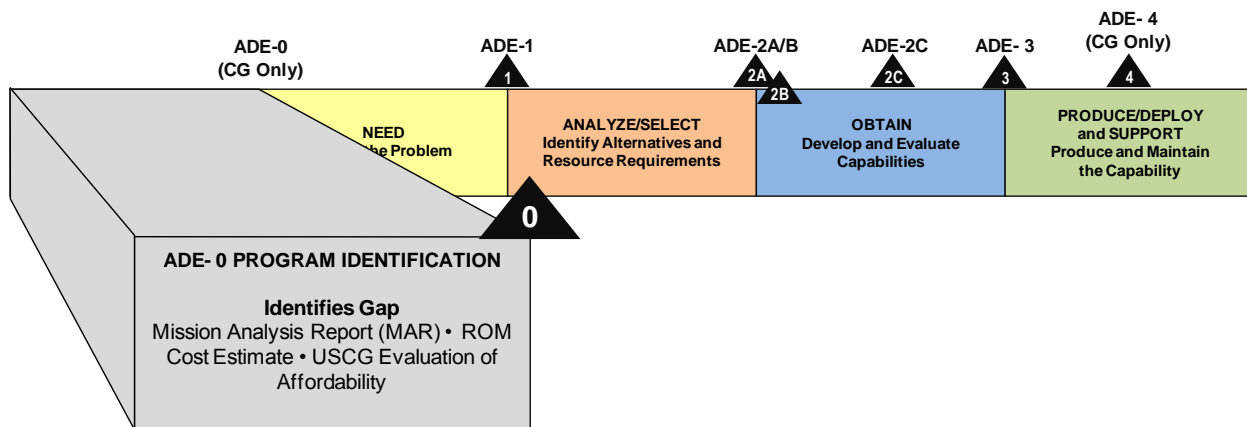 ADE-0
(CG Only)
ADE-1
ADE-2A/B
ADE-2C
ADE- 3
ADE- 4
(CG Only)
1
2A
2B
2C
3
4
NEED
the Problem
ANALYZE/SELECT
Identify Alternatives and
Resource Requirements
OBTAIN
Develop and Evaluate
Capabilities
PRODUCE/DEPLOY
and SUPPORT
Produce and Maintain
the Capability
0
ADE- 0 PROGRAM IDENTIFICATION
Identifies Gap
Mission Analysis Report (MAR) • ROM
Cost Estimate • USCG Evaluation of
Affordability